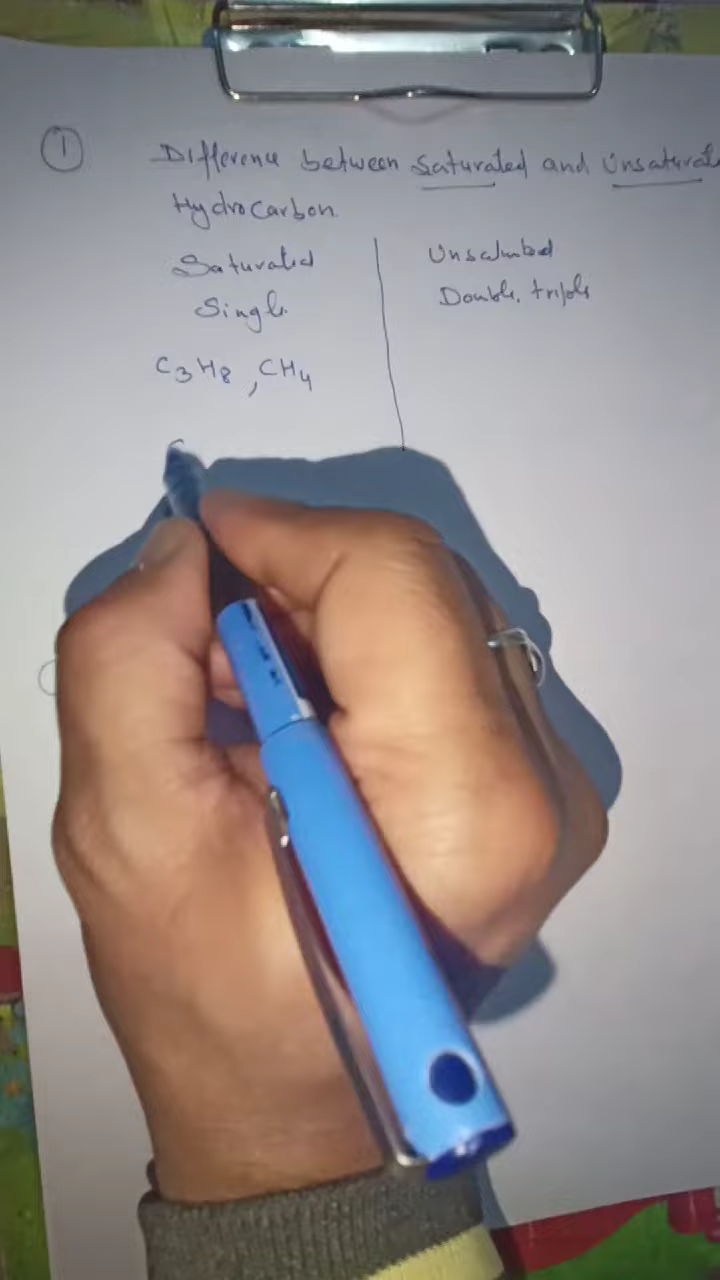 1 Difference between Saturated and Unsaturat
Hydrocarbon
Saturated Unsaturated
Single Double, triple
C3H8, CH4